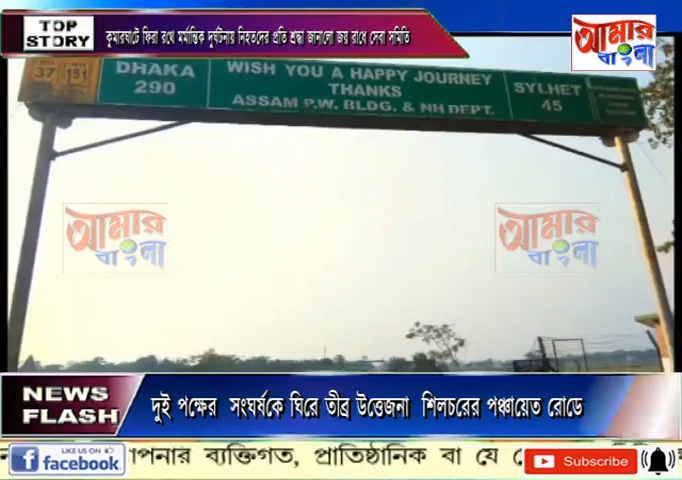 TOP STORY
কুমারঘাটে ফিরা রথে মর্মান্তিক দুর্ঘটনায় নিহতদের প্রতি শ্রদ্ধা জানালো জয় রাধে সেবা সমিতি
আমার বাংলা
37 151
DHAKA 290
WISH YOU A HAPPY JOURNEY
THANKS
ASSAM P.W. BLDG. & NH DEPT.
SYLHET 45
আমার বাংলা
আমার বাংলা
NEWS FLASH
দুই পক্ষের সংঘর্ষকে ঘিরে তীব্র উত্তেজনা শিলচরের পঞ্চায়েত রোডে
LIKE US ON facebook.
পনার ব্যক্তিগত, প্রাতিষ্ঠানিক বা যে
Subscribe